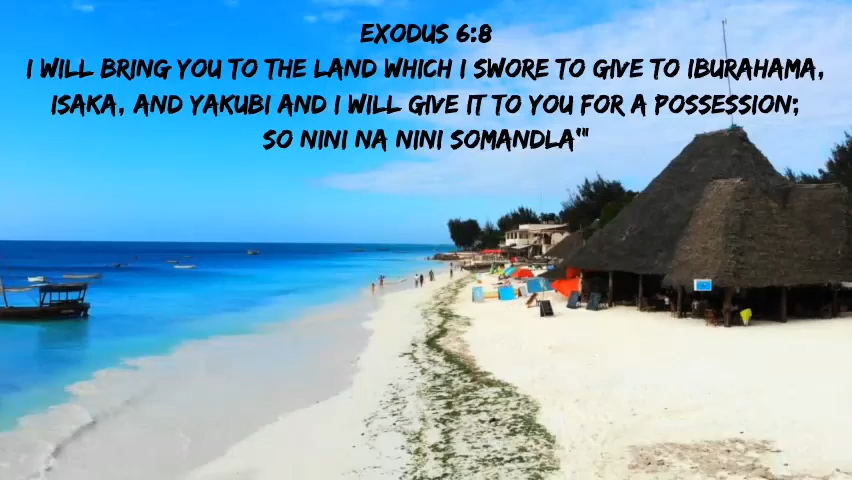 EXODUS 6:8
I WILL BRING YOU TO THE LAND WHICH I SWORE TO GIVE TO IBURAHAMA,
ISAKA, AND YAKUBI AND I WILL GIVE IT TO YOU FOR A POSSESSION;
SO NINI NA NINI SOMANDLA'"